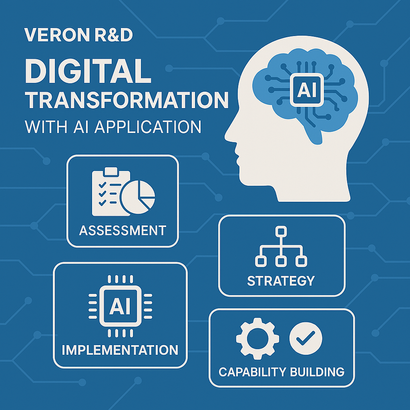 VERON R&D
DIGITAL
TRANSFORMATION
WITH AI APPLICATION
AI
ASSESSMENT
STRATEGY
AI
IMPLEMENTATION
CAPABILITY BUILDING